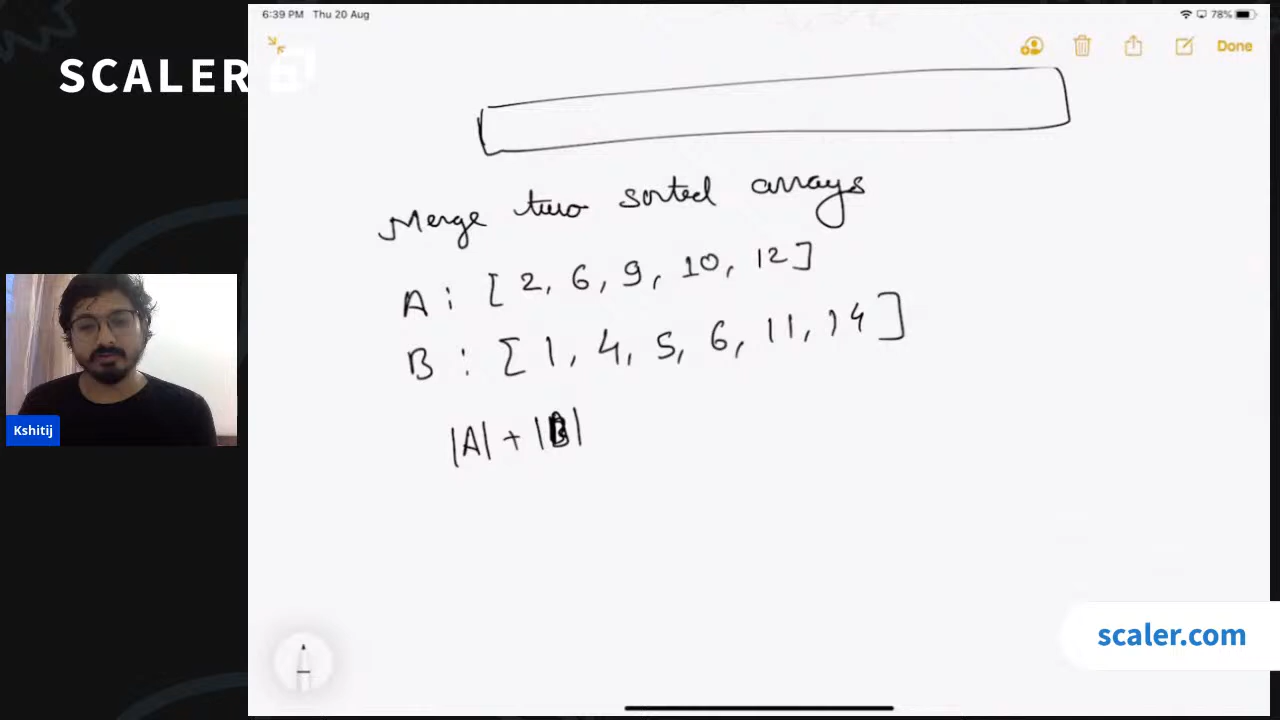 6:39 PM Thu 20 Aug
78%
SCALER
Done
Merge two sorted arrays
A : [ 2, 6, 9, 10, 12 ]
B : [ 1, 4, 5, 6, 11, 14 ]
|A| + |B|
Kshitij
scaler.com